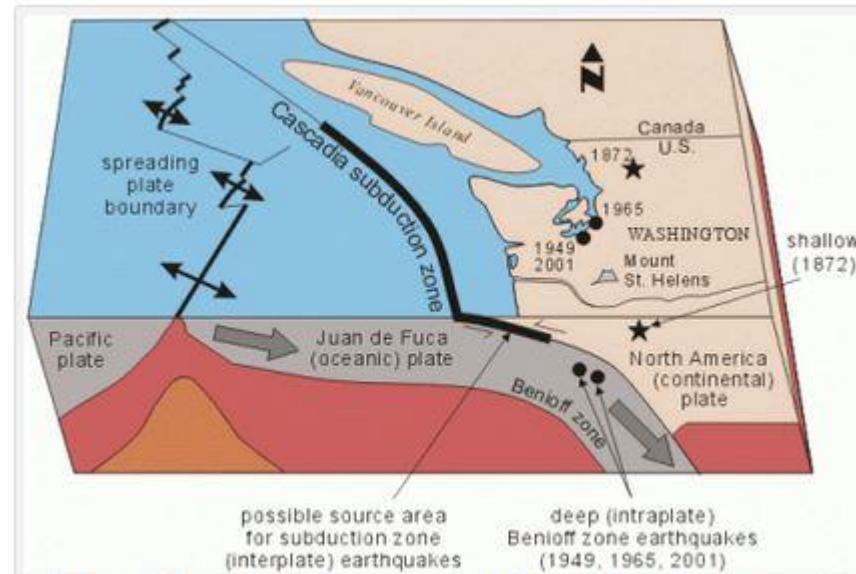 Vancouver Island
N
Canada
U.S.
1872
Cascadia subduction zone
spreading
plate
boundary
1965
1949
2001
WASHINGTON
Mount
St. Helens
shallow
(1872)
Pacific
plate
Juan de Fuca
(oceanic) plate
North America
(continental)
plate
Benioff zone
possible source area
for subduction zone
(interplate) earthquakes
deep (intraplate)
Benioff zone earthquakes
(1949, 1965, 2001)